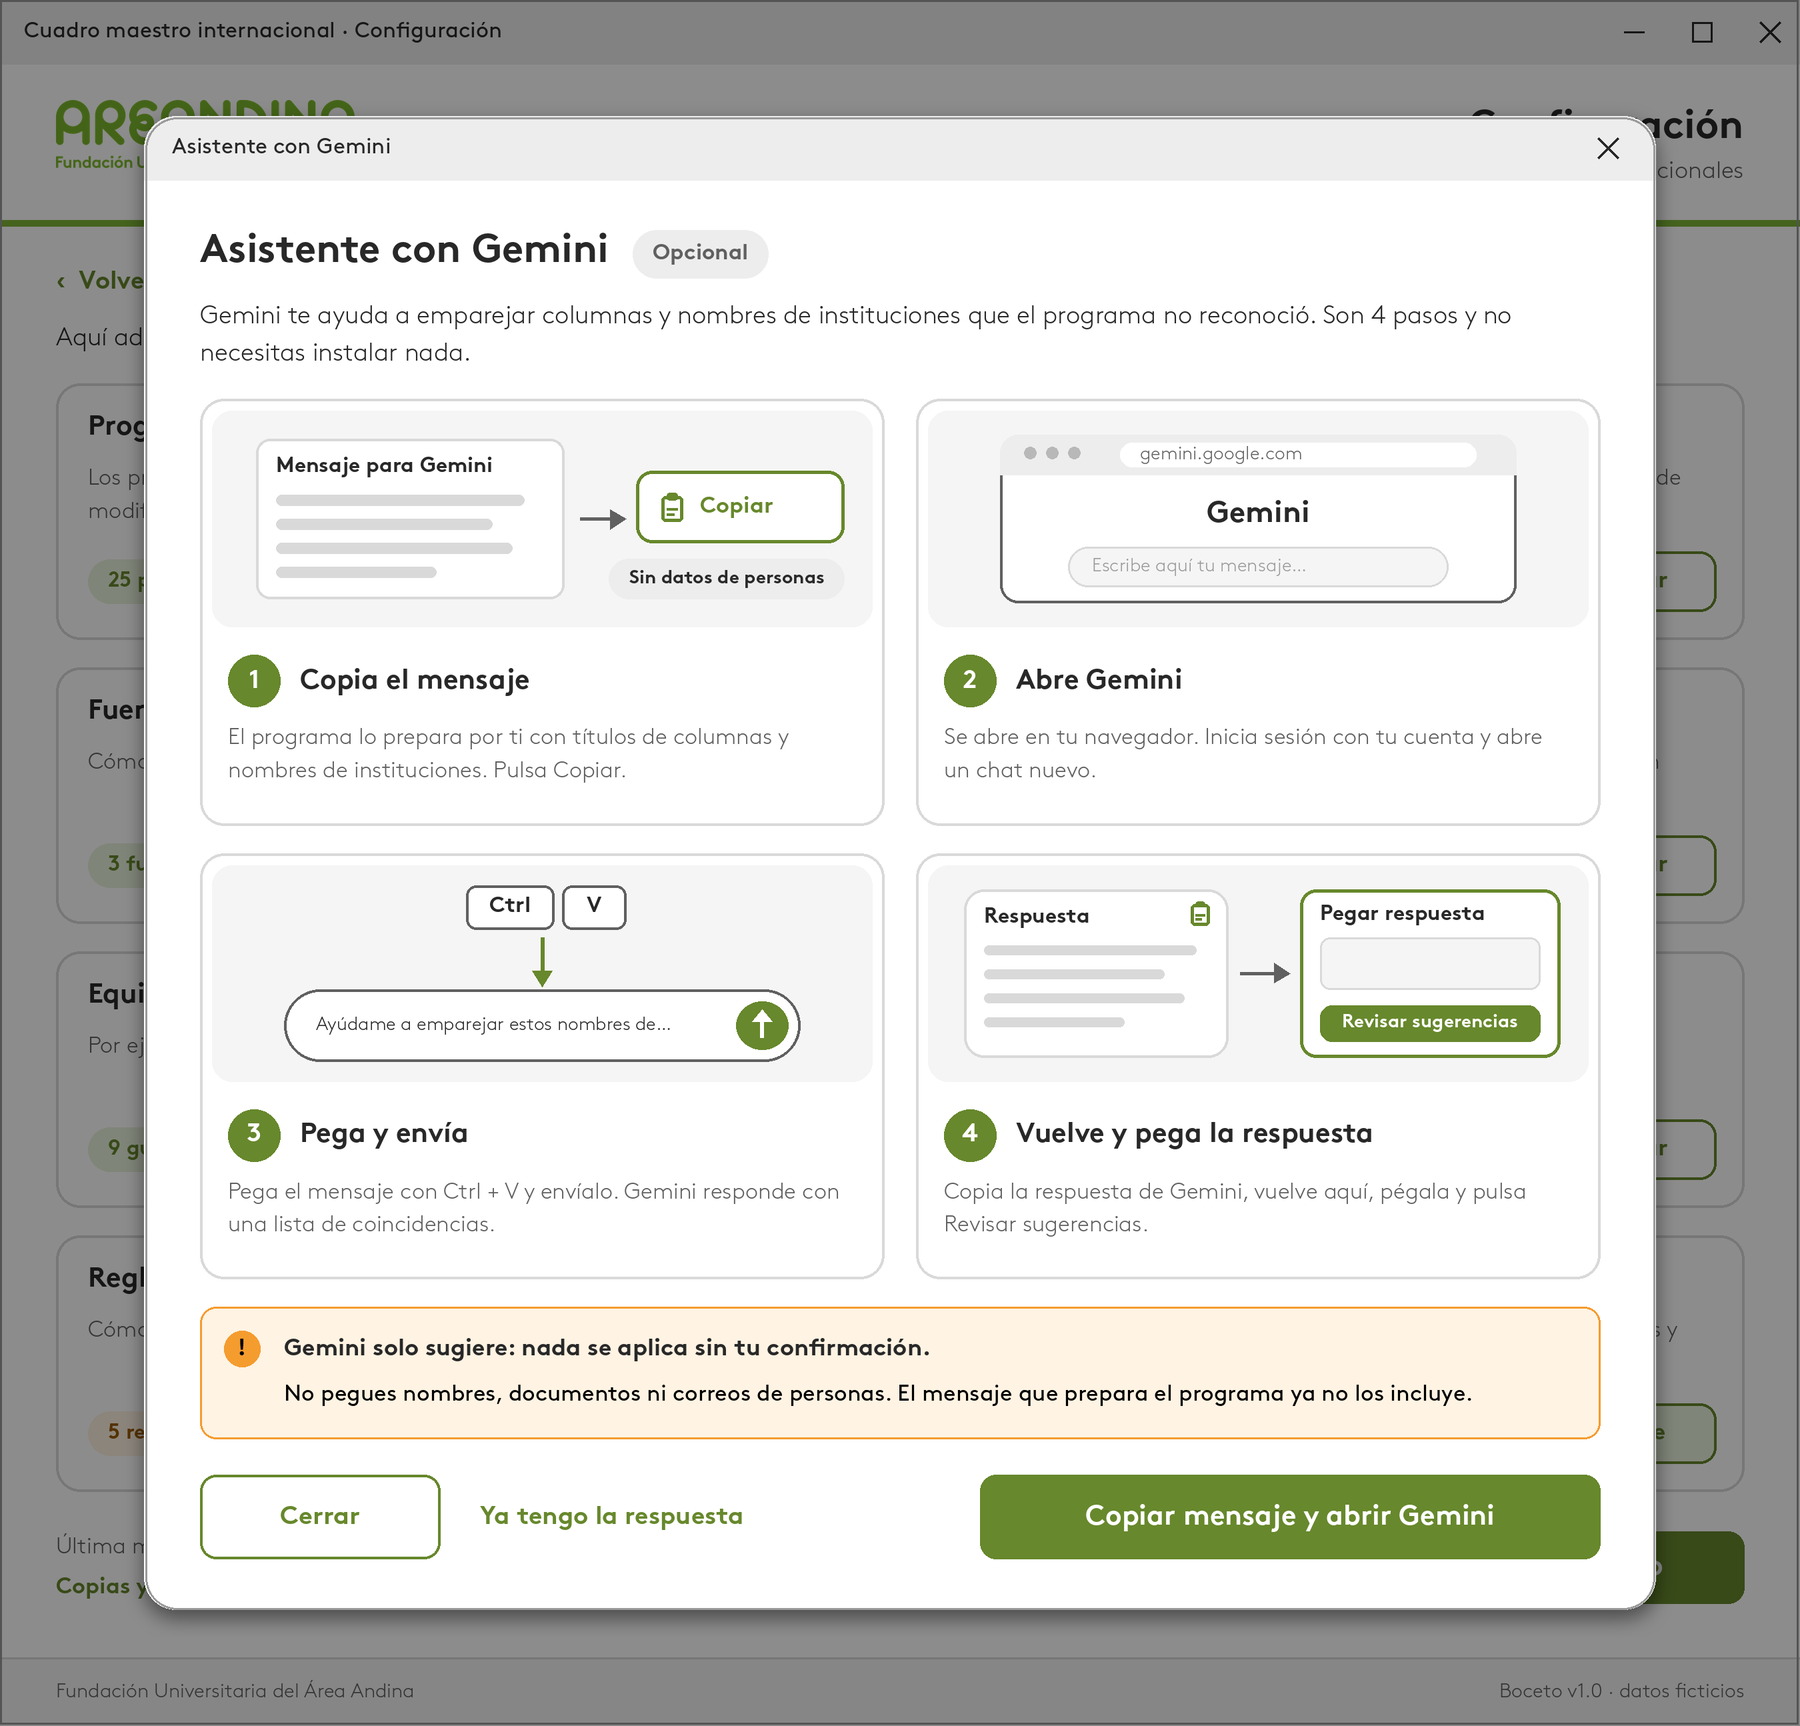 Cuadro maestro internacional · Configuración
AREANDINA
Fundación U
ación
cionales
Asistente con Gemini
‹ Volve
Aquí ad
Asistente con Gemini
Opcional
Gemini te ayuda a emparejar columnas y nombres de instituciones que el programa no reconoció. Son 4 pasos y no
necesitas instalar nada.
Prog
Los p
modif
25 p
de
r
Mensaje para Gemini
Copiar
Sin datos de personas
1 Copia el mensaje
El programa lo prepara por ti con títulos de columnas y
nombres de instituciones. Pulsa Copiar.
gemini.google.com
Gemini
Escribe aquí tu mensaje...
2 Abre Gemini
Se abre en tu navegador. Inicia sesión con tu cuenta y abre
un chat nuevo.
Fuer
Cómo
3 fu
r
Ctrl V
Ayúdame a emparejar estos nombres de...
3 Pega y envía
Pega el mensaje con Ctrl + V y envíalo. Gemini responde con
una lista de coincidencias.
Respuesta
Pegar respuesta
Revisar sugerencias
4 Vuelve y pega la respuesta
Copia la respuesta de Gemini, vuelve aquí, pégala y pulsa
Revisar sugerencias.
Equi
Por ej
9 gu
r
Regl
Cómo
5 re
s y
e
! Gemini solo sugiere: nada se aplica sin tu confirmación.
No pegues nombres, documentos ni correos de personas. El mensaje que prepara el programa ya no los incluye.
Cerrar
Ya tengo la respuesta
Copiar mensaje y abrir Gemini
Última m
Copias y
Fundación Universitaria del Área Andina
Boceto v1.0 · datos ficticios